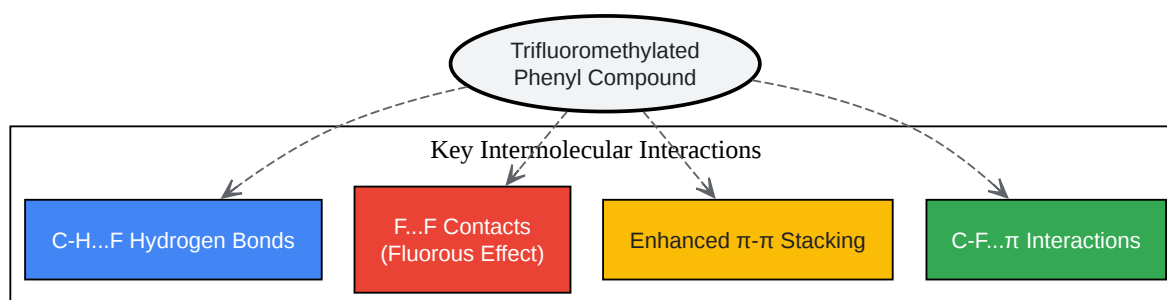 Trifluoromethylated
Phenyl Compound
Key Intermolecular Interactions
C-H...F Hydrogen Bonds
F...F Contacts
(Fluorous Effect)
Enhanced π-π Stacking
C-F...π Interactions